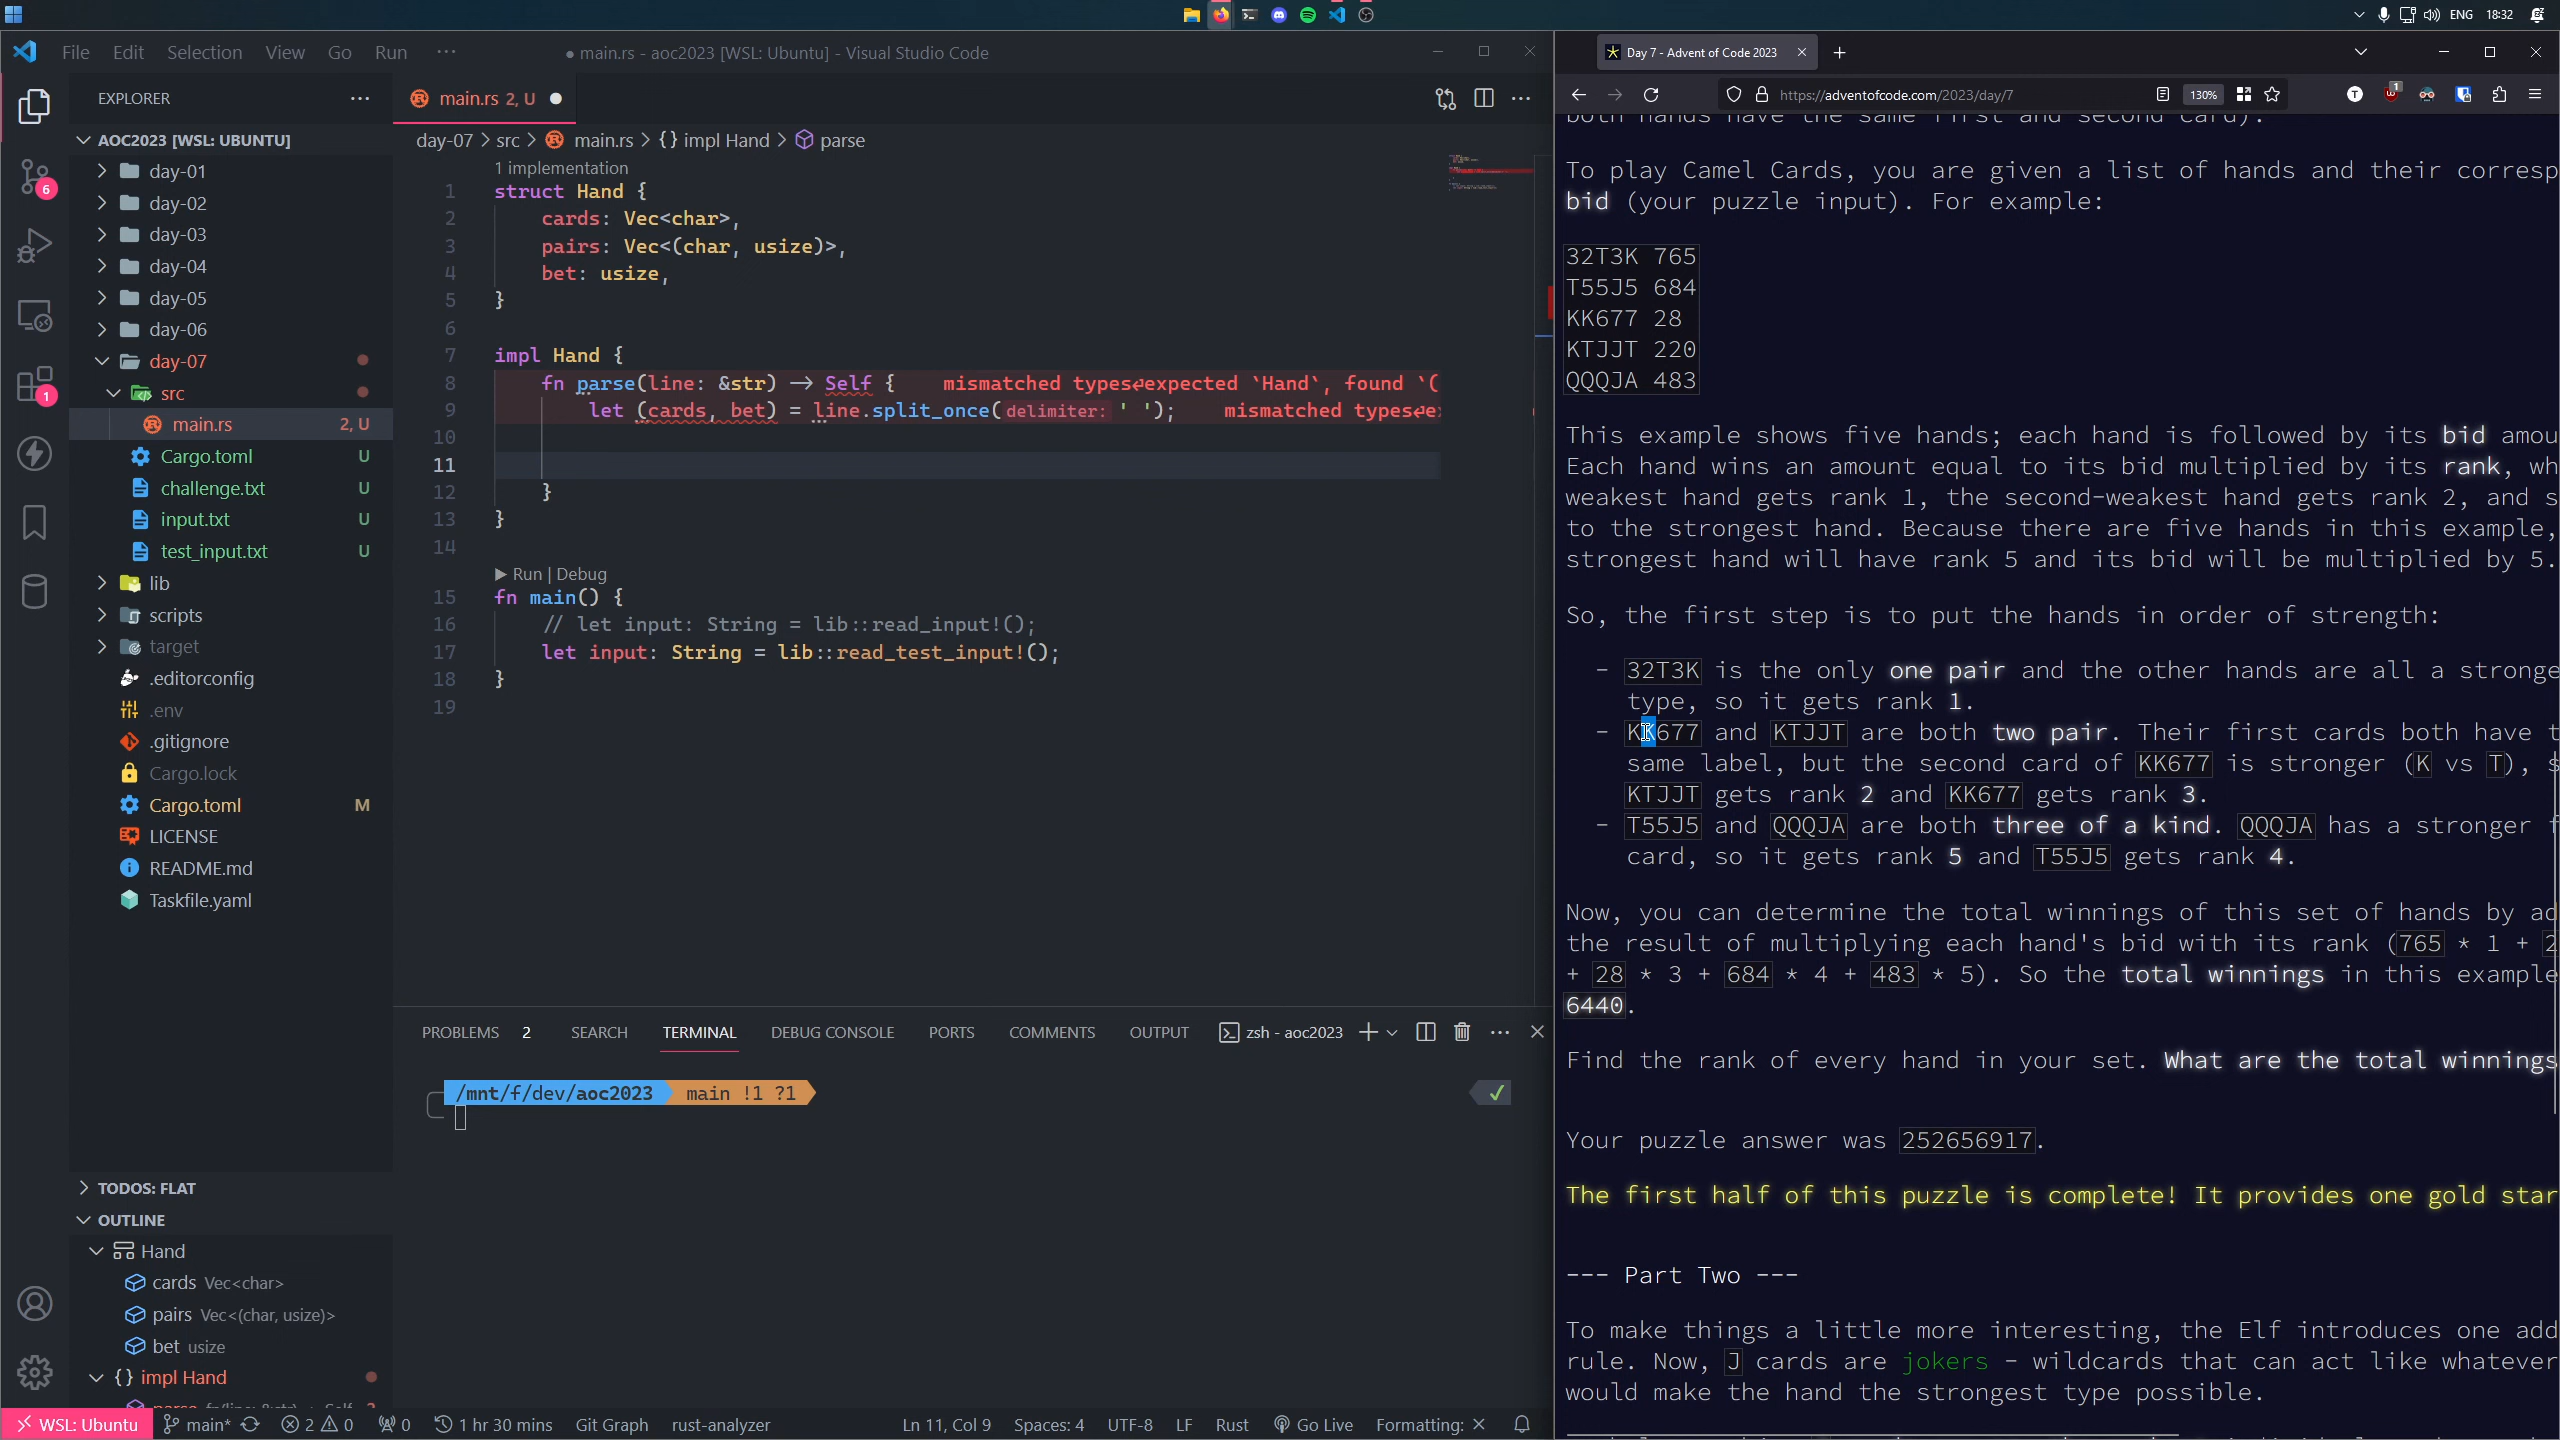 ENG 18:32
File Edit Selection View Go Run ···
● main.rs - aoc2023 [WSL: Ubuntu] - Visual Studio Code
EXPLORER
main.rs 2, U
day-07 > src > main.rs > {} impl Hand > parse
AOC2023 [WSL: UBUNTU]
day-01
day-02
day-03
day-04
day-05
day-06
day-07
src
main.rs 2, U
Cargo.toml U
challenge.txt U
input.txt U
test_input.txt U
lib
scripts
target
.editorconfig
.env
.gitignore
Cargo.lock
Cargo.toml M
LICENSE
README.md
Taskfile.yaml
TODOS: FLAT
OUTLINE
Hand
cards Vec<char>
pairs Vec<(char, usize)>
bet usize
{} impl Hand
6
1
1 implementation
1 struct Hand {
2 cards: Vec<char>,
3 pairs: Vec<(char, usize)>,
4 bet: usize,
5 }
6
7 impl Hand {
8 fn parse(line: &str) -> Self { mismatched types↵expected `Hand`, found `(
9 let (cards, bet) = line.split_once(delimiter: ' '); mismatched types↵ex
10
11
12 }
13 }
14
▶ Run | Debug
15 fn main() {
16 // let input: String = lib::read_input!();
17 let input: String = lib::read_test_input!();
18 }
19
PROBLEMS 2 SEARCH TERMINAL DEBUG CONSOLE PORTS COMMENTS OUTPUT zsh - aoc2023
/mnt/f/dev/aoc2023 main !1 ?1 ✓
WSL: Ubuntu main* 2 0 0 1 hr 30 mins Git Graph rust-analyzer Ln 11, Col 9 Spaces: 4 UTF-8 LF Rust Go Live Formatting: ×
Day 7 - Advent of Code 2023
https://adventofcode.com/2023/day/7 130% 1
both hands have the same first and second card).
To play Camel Cards, you are given a list of hands and their corresp
bid (your puzzle input). For example:
32T3K 765
T55J5 684
KK677 28
KTJJT 220
QQQJA 483
This example shows five hands; each hand is followed by its bid amou
Each hand wins an amount equal to its bid multiplied by its rank, wh
weakest hand gets rank 1, the second-weakest hand gets rank 2, and s
to the strongest hand. Because there are five hands in this example,
strongest hand will have rank 5 and its bid will be multiplied by 5.
So, the first step is to put the hands in order of strength:
- 32T3K is the only one pair and the other hands are all a stronge
type, so it gets rank 1.
- KK677 and KTJJT are both two pair. Their first cards both have t
same label, but the second card of KK677 is stronger (K vs T), s
KTJJT gets rank 2 and KK677 gets rank 3.
- T55J5 and QQQJA are both three of a kind. QQQJA has a stronger f
card, so it gets rank 5 and T55J5 gets rank 4.
Now, you can determine the total winnings of this set of hands by ad
the result of multiplying each hand's bid with its rank (765 * 1 + 2
+ 28 * 3 + 684 * 4 + 483 * 5). So the total winnings in this example
6440.
Find the rank of every hand in your set. What are the total winnings
Your puzzle answer was 252656917.
The first half of this puzzle is complete! It provides one gold star
--- Part Two ---
To make things a little more interesting, the Elf introduces one add
rule. Now, J cards are jokers - wildcards that can act like whatever
would make the hand the strongest type possible.